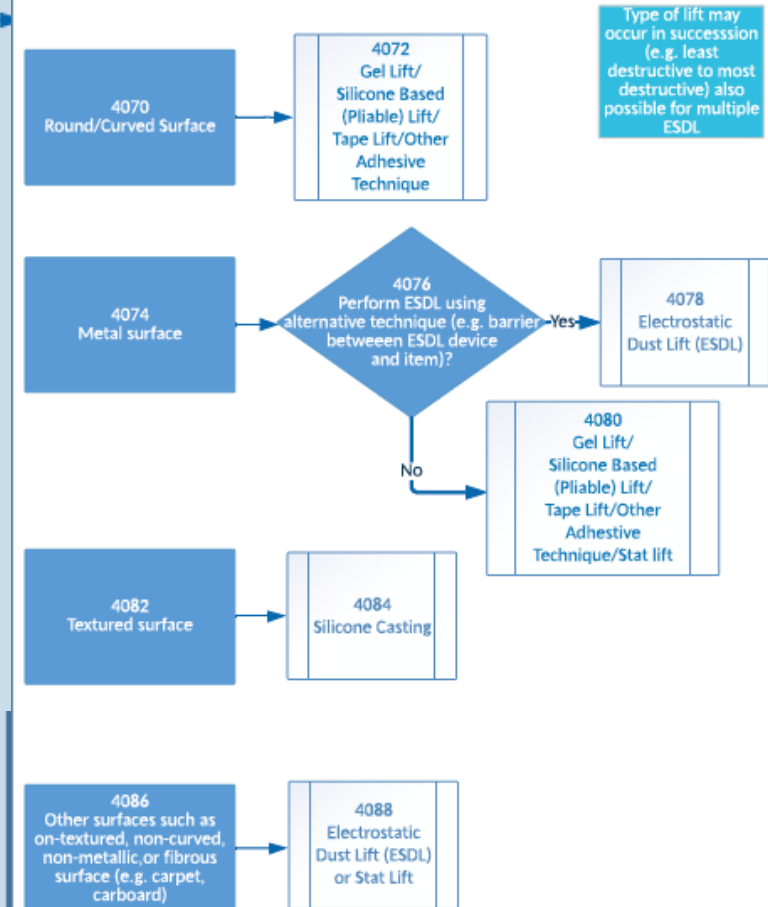 Type of lift may
occur in successsion
(e.g. least
destructive to most
destructive) also
possible for multiple
ESDL
4070
Round/Curved Surface
4072
Gel Lift/
Silicone Based
(Pliable) Lift/
Tape Lift/Other
Adhesive
Technique
4074
Metal surface
4076
Perform ESDL using
alternative technique (e.g. barrier
betweeen ESDL device
and item)?
Yes
4078
Electrostatic
Dust Lift (ESDL)
No
4080
Gel Lift/
Silicone Based
(Pliable) Lift/
Tape Lift/Other
Adhestive
Technique/Stat lift
4082
Textured surface
4084
Silicone Casting
4086
Other surfaces such as
on-textured, non-curved,
non-metallic,or fibrous
surface (e.g. carpet,
carboard)
4088
Electrostatic
Dust Lift (ESDL)
or Stat Lift